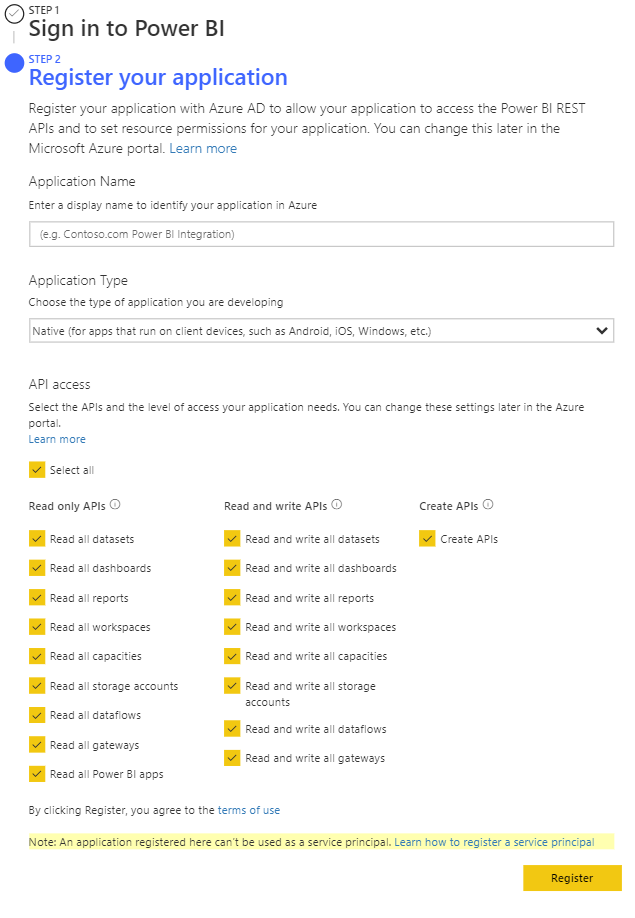 STEP 1
Sign in to Power BI
STEP 2
Register your application
Register your application with Azure AD to allow your application to access the Power BI REST
APIs and to set resource permissions for your application. You can change this later in the
Microsoft Azure portal. Learn more
Application Name
Enter a display name to identify your application in Azure
(e.g. Contoso.com Power BI Integration)
Application Type
Choose the type of application you are developing
Native (for apps that run on client devices, such as Android, iOS, Windows, etc.)
API access
Select the APIs and the level of access your application needs. You can change these settings later in the Azure
portal.
Learn more
Select all
Read only APIs
Read all datasets
Read all dashboards
Read all reports
Read all workspaces
Read all capacities
Read all storage accounts
Read all dataflows
Read all gateways
Read all Power BI apps
Read and write APIs
Read and write all datasets
Read and write all dashboards
Read and write all reports
Read and write all workspaces
Read and write all capacities
Read and write all storage
accounts
Read and write all dataflows
Read and write all gateways
Create APIs
Create APIs
By clicking Register, you agree to the terms of use
Note: An application registered here can't be used as a service principal. Learn how to register a service principal
Register